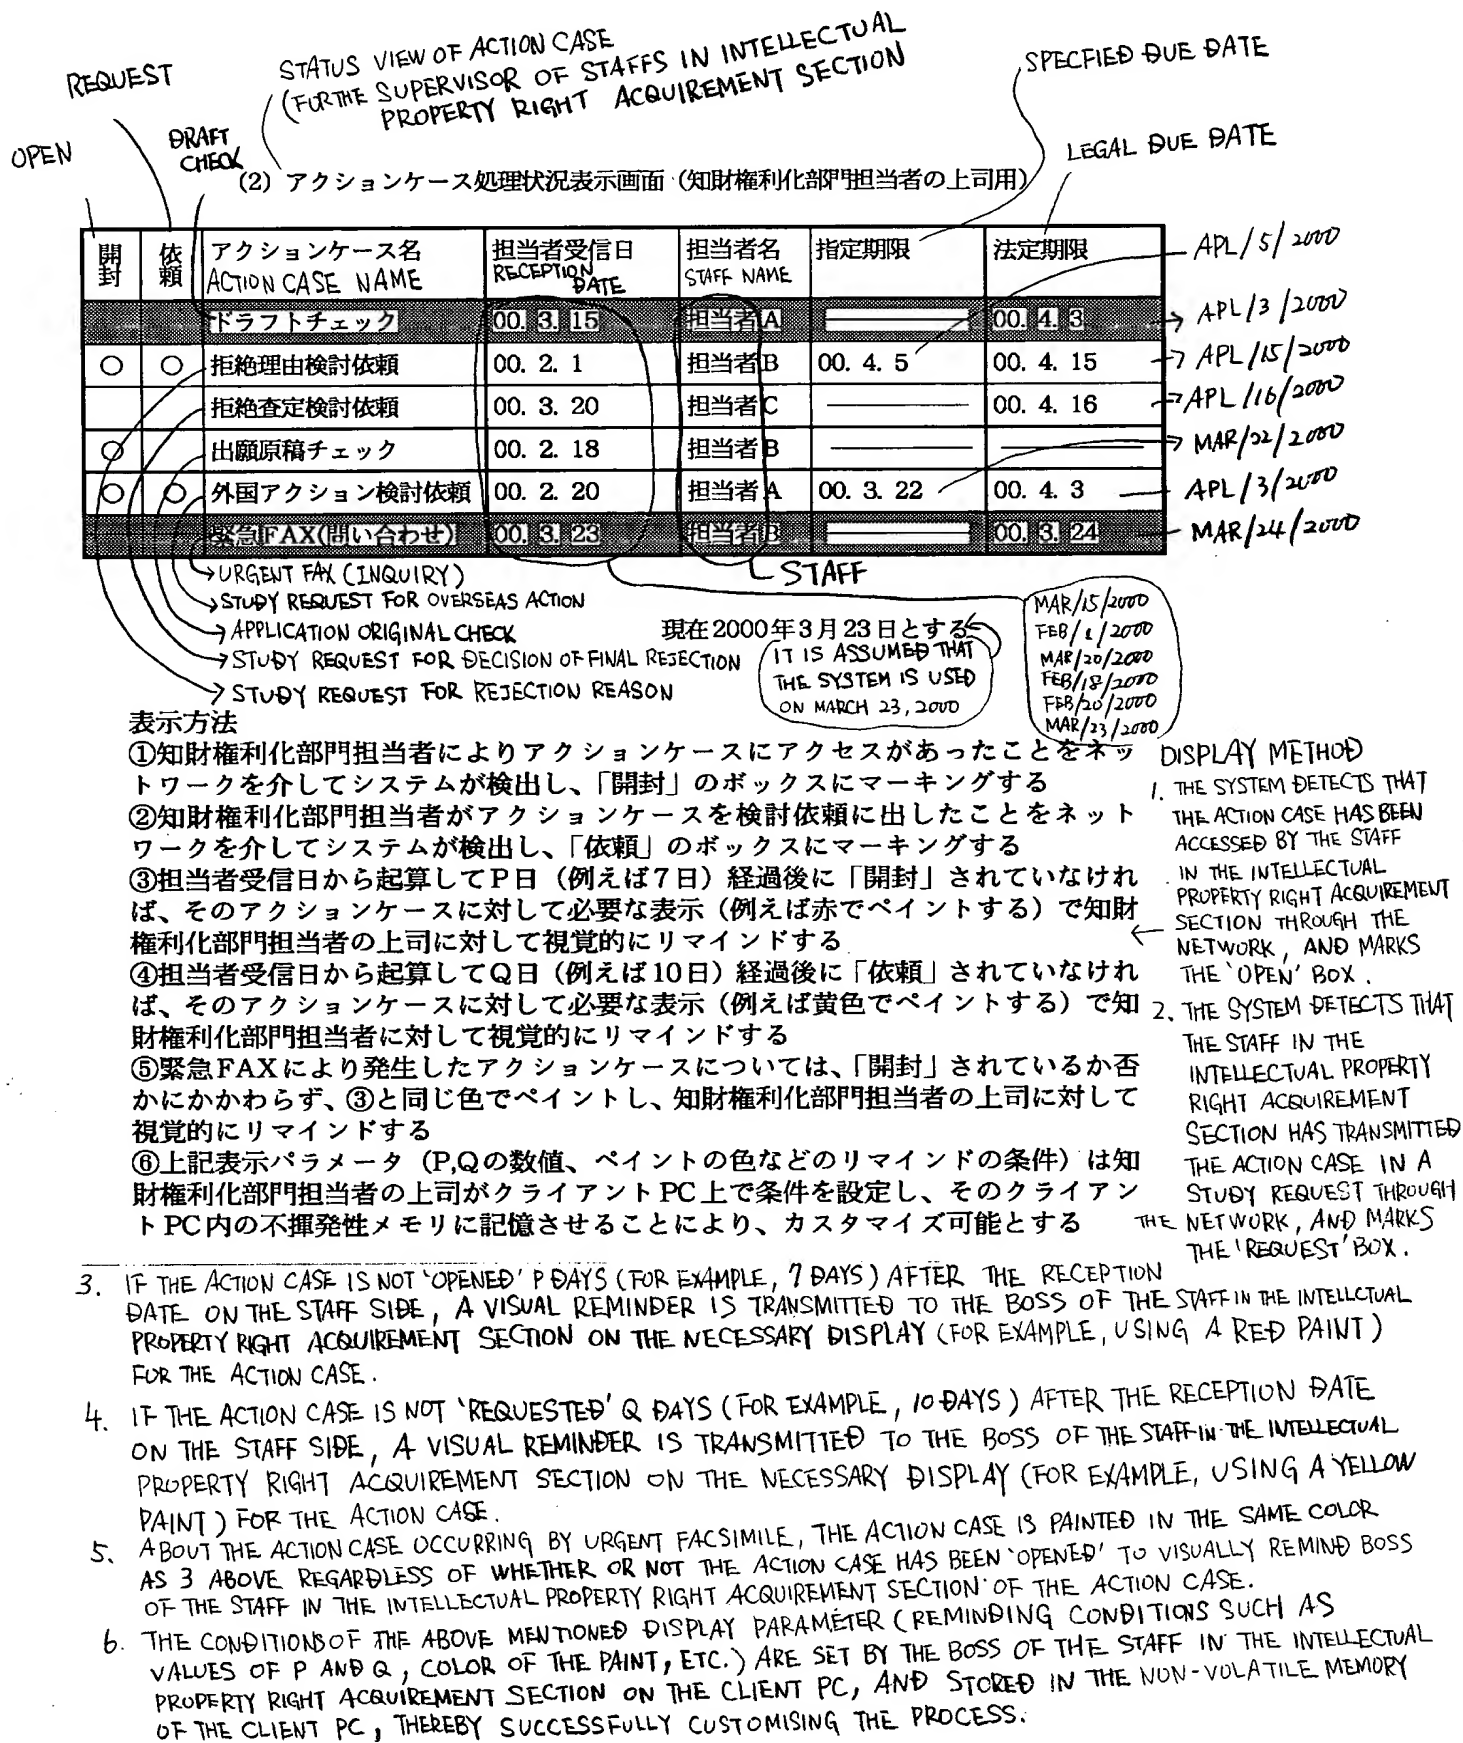 STATUS VIEW OF ACTION CASE
(FOR THE SUPERVISOR OF STAFFS IN INTELLECTUAL
PROPERTY RIGHT ACQUIREMENT SECTION
SPECFIED DUE DATE
REQUEST
LEGAL DUE DATE
OPEN
DRAFT
CHECK
(2) アクションケース処理状況表示画面(知財権利化部門担当者の上司用)
開封 依頼 アクションケース名 担当者受信日 担当者名 指定期限 法定期限
ACTION CASE NAME RECEPTION DATE STAFF NAME
APL/5/2000
ドラフトチェック 00. 3. 15 担当者A 00. 4. 3 APL/3/2000
○ ○ 拒絶理由検討依頼 00. 2. 1 担当者B 00. 4. 5 00. 4. 15 APL/15/2000
拒絶査定検討依頼 00. 3. 20 担当者C 00. 4. 16 APL/16/2000
○ 出願原稿チェック 00. 2. 18 担当者B MAR/22/2000
○ ○ 外国アクション検討依頼 00. 2. 20 担当者A 00. 3. 22 00. 4. 3 APL/3/2000
緊急FAX(問い合わせ) 00. 3. 23 担当者B 00. 3. 24 MAR/24/2000
URGENT FAX (INQUIRY)
STAFF
STUDY REQUEST FOR OVERSEAS ACTION
APPLICATION ORIGINAL CHECK
STUDY REQUEST FOR DECISION OF FINAL REJECTION
STUDY REQUEST FOR REJECTION REASON
現在2000年3月23日とする
IT IS ASSUMED THAT
THE SYSTEM IS USED
ON MARCH 23, 2000
MAR/15/2000
FEB/1/2000
MAR/20/2000
FEB/18/2000
FEB/20/2000
MAR/23/2000
表示方法
①知財権利化部門担当者によりアクションケースにアクセスがあったことをネッ
トワークを介してシステムが検出し、「開封」のボックスにマーキングする
②知財権利化部門担当者がアクションケースを検討依頼に出したことをネット
ワークを介してシステムが検出し、「依頼」のボックスにマーキングする
③担当者受信日から起算してP日(例えば7日)経過後に「開封」されていなけれ
ば、そのアクションケースに対して必要な表示(例えば赤でペイントする)で知財
権利化部門担当者の上司に対して視覚的にリマインドする
④担当者受信日から起算してQ日(例えば10日)経過後に「依頼」されていなけれ
ば、そのアクションケースに対して必要な表示(例えば黄色でペイントする)で知
財権利化部門担当者に対して視覚的にリマインドする
⑤緊急FAXにより発生したアクションケースについては、「開封」されているか否
かにかかわらず、③と同じ色でペイントし、知財権利化部門担当者の上司に対して
視覚的にリマインドする
⑥上記表示パラメータ(P,Qの数値、ペイントの色などのリマインドの条件)は知
財権利化部門担当者の上司がクライアントPC上で条件を設定し、そのクライアン
トPC内の不揮発性メモリに記憶させることにより、カスタマイズ可能とする
DISPLAY METHOD
1. THE SYSTEM DETECTS THAT
THE ACTION CASE HAS BEEN
ACCESSED BY THE STAFF
IN THE INTELLECTUAL
PROPERTY RIGHT ACQUIREMENT
SECTION THROUGH THE
NETWORK, AND MARKS
THE 'OPEN' BOX.
2. THE SYSTEM DETECTS THAT
THE STAFF IN THE
INTELLECTUAL PROPERTY
RIGHT ACQUIREMENT
SECTION HAS TRANSMITTED
THE ACTION CASE IN A
STUDY REQUEST THROUGH
THE NETWORK, AND MARKS
THE 'REQUEST' BOX.
3. IF THE ACTION CASE IS NOT 'OPENED' P DAYS (FOR EXAMPLE, 7 DAYS) AFTER THE RECEPTION
DATE ON THE STAFF SIDE, A VISUAL REMINDER IS TRANSMITTED TO THE BOSS OF THE STAFF IN THE INTELLCTUAL
PROPERTY RIGHT ACQUIREMENT SECTION ON THE NECESSARY DISPLAY (FOR EXAMPLE, USING A RED PAINT)
FOR THE ACTION CASE.
4. IF THE ACTION CASE IS NOT 'REQUESTED' Q DAYS (FOR EXAMPLE, 10 DAYS) AFTER THE RECEPTION DATE
ON THE STAFF SIDE, A VISUAL REMINDER IS TRANSMITTED TO THE BOSS OF THE STAFF IN THE INTELLECTUAL
PROPERTY RIGHT ACQUIREMENT SECTION ON THE NECESSARY DISPLAY (FOR EXAMPLE, USING A YELLOW
PAINT) FOR THE ACTION CASE.
5. ABOUT THE ACTION CASE OCCURRING BY URGENT FACSIMILE, THE ACTION CASE IS PAINTED IN THE SAME COLOR
AS 3 ABOVE REGARDLESS OF WHETHER OR NOT THE ACTION CASE HAS BEEN 'OPENED' TO VISUALLY REMIND BOSS
OF THE STAFF IN THE INTELLECTUAL PROPERTY RIGHT ACQUIREMENT SECTION OF THE ACTION CASE.
6. THE CONDITIONS OF THE ABOVE MENTIONED DISPLAY PARAMETER (REMINDING CONDITIONS SUCH AS
VALUES OF P AND Q, COLOR OF THE PAINT, ETC.) ARE SET BY THE BOSS OF THE STAFF IN THE INTELLECTUAL
PROPERTY RIGHT ACQUIREMENT SECTION ON THE CLIENT PC, AND STORED IN THE NON-VOLATILE MEMORY
OF THE CLIENT PC, THEREBY SUCCESSFULLY CUSTOMISING THE PROCESS.